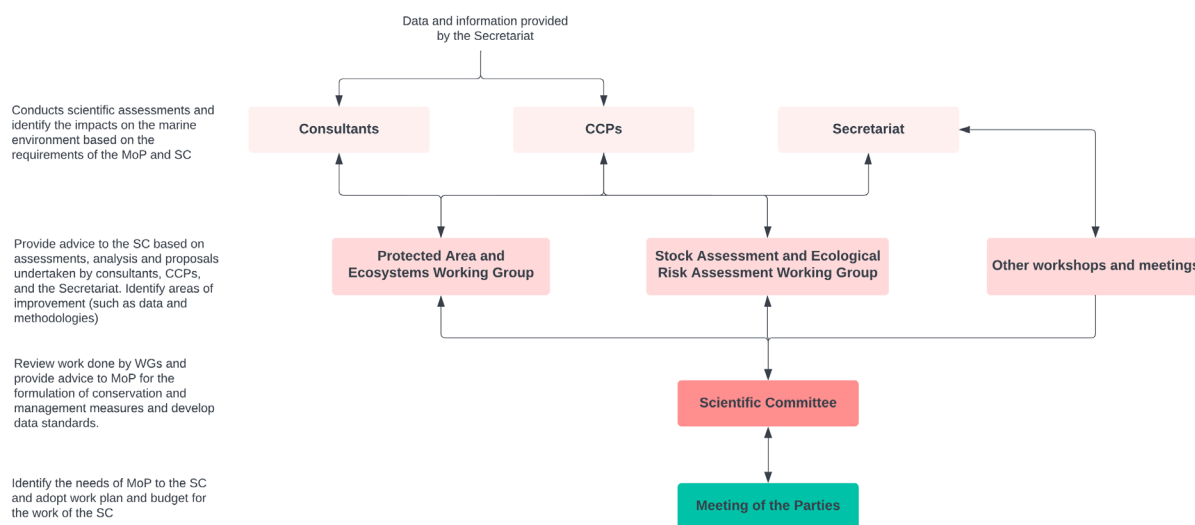 Data and information provided
by the Secretariat
Conducts scientific assessments and
identify the impacts on the marine
environment based on the
requirements of the MoP and SC
Consultants
CCPs
Secretariat
Provide advice to the SC based on
assessments, analysis and proposals
undertaken by consultants, CCPs,
and the Secretariat. Identify areas of
improvement (such as data and
methodologies)
Protected Area and
Ecosystems Working Group
Stock Assessment and Ecological
Risk Assessment Working Group
Other workshops and meetings
Review work done by WGs and
provide advice to MoP for the
formulation of conservation and
management measures and develop
data standards.
Scientific Committee
Identify the needs of MoP to the SC
and adopt work plan and budget for
the work of the SC
Meeting of the Parties